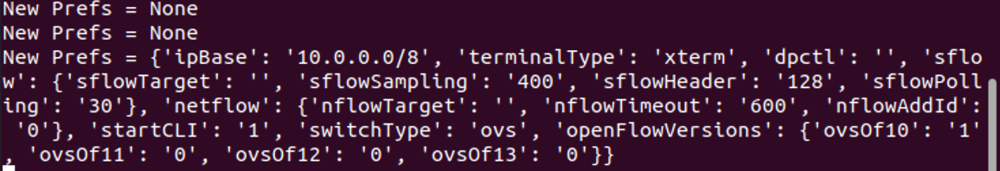 New Prefs = None
New Prefs = None
New Prefs = {'ipBase': '10.0.0.0/8', 'terminalType': 'xterm', 'dpctl': '', 'sflo
w': {'sflowTarget': '', 'sflowSampling': '400', 'sflowHeader': '128', 'sflowPoll
ing': '30'}, 'netflow': {'nflowTarget': '', 'nflowTimeout': '600', 'nflowAddId':
 '0'}, 'startCLI': '1', 'switchType': 'ovs', 'openFlowVersions': {'ovsOf10': '1'
, 'ovsOf11': '0', 'ovsOf12': '0', 'ovsOf13': '0'}}